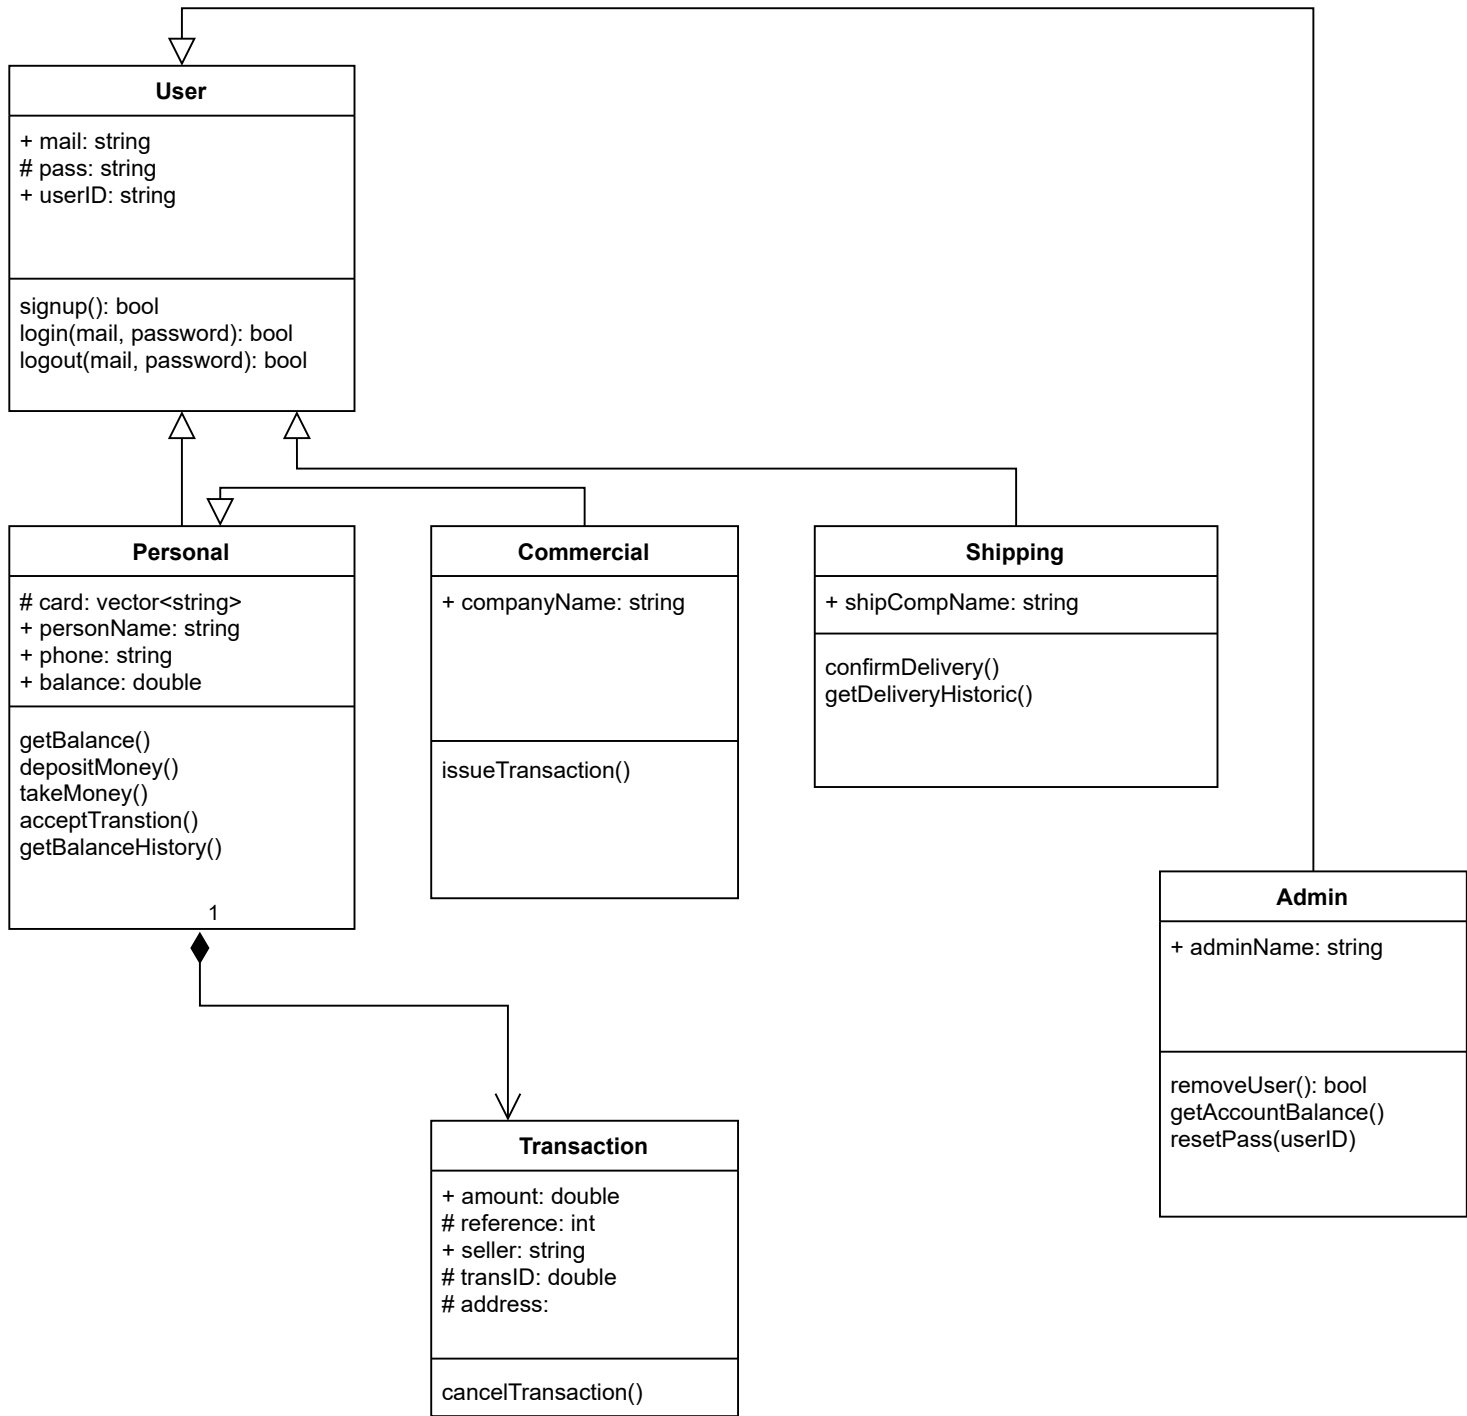 User
+ mail: string
# pass: string
+ userID: string
signup(): bool
login(mail, password): bool
logout(mail, password): bool
Personal
# card: vector<string>
+ personName: string
+ phone: string
+ balance: double
getBalance()
depositMoney()
takeMoney()
acceptTranstion()
getBalanceHistory()
1
Commercial
+ companyName: string
issueTransaction()
Shipping
+ shipCompName: string
confirmDelivery()
getDeliveryHistoric()
Admin
+ adminName: string
removeUser(): bool
getAccountBalance()
resetPass(userID)
Transaction
+ amount: double
# reference: int
+ seller: string
# transID: double
# address:
cancelTransaction()